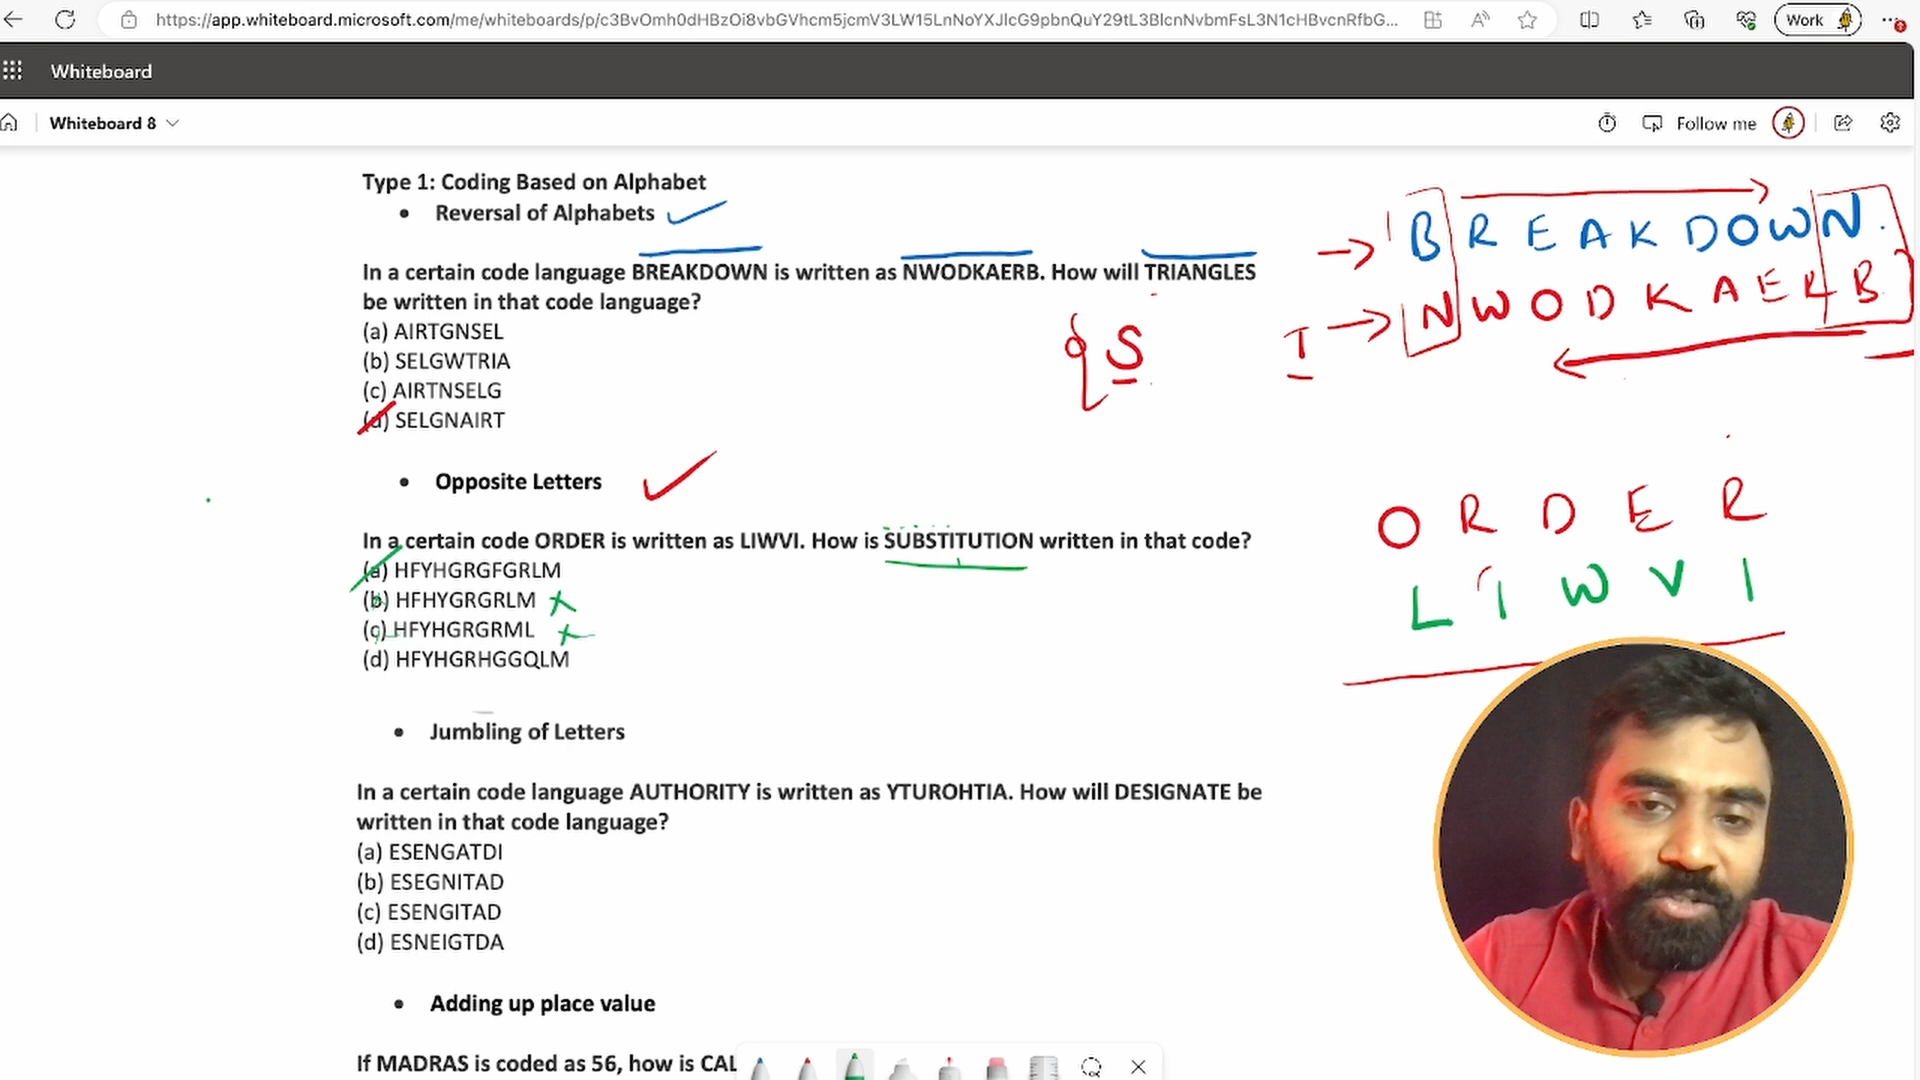 https://app.whiteboard.microsoft.com/me/whiteboards/p/c3BvOmh0dHBzOi8vbGVhcm5jcmV3LW15LnNoYXJlcG9pbnQuY29tL3BlcnNvbmFsL3N1cHBvcnRfbG...
Work
Whiteboard
Whiteboard 8
Follow me
Type 1: Coding Based on Alphabet
• Reversal of Alphabets
In a certain code language BREAKDOWN is written as NWODKAERB. How will TRIANGLES
be written in that code language?
(a) AIRTGNSEL
(b) SELGWTRIA
(c) AIRTNSELG
(d) SELGNAIRT
B R E A K D O W N
N W O D K A E R B
S
I
• Opposite Letters
In a certain code ORDER is written as LIWVI. How is SUBSTITUTION written in that code?
(a) HFYHGRGFGRLM
(b) HFHYGRGRLM
(c) HFYHGRGRML
(d) HFYHGRHGGQLM
O R D E R
L I W V I
• Jumbling of Letters
In a certain code language AUTHORITY is written as YTUROHTIA. How will DESIGNATE be
written in that code language?
(a) ESENGATDI
(b) ESEGNITAD
(c) ESENGITAD
(d) ESNEIGTDA
• Adding up place value
If MADRAS is coded as 56, how is CAL